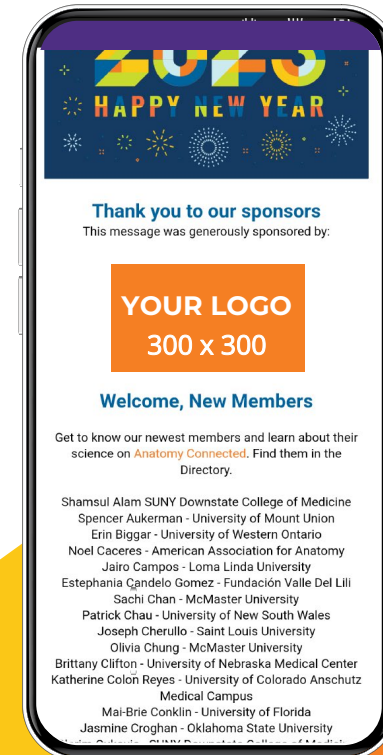 2023
HAPPY NEW YEAR
Thank you to our sponsors
This message was generously sponsored by:
YOUR LOGO
300 x 300
Welcome, New Members
Get to know our newest members and learn about their
science on Anatomy Connected. Find them in the
Directory.
Shamsul Alam SUNY Downstate College of Medicine
Spencer Aukerman - University of Mount Union
Erin Biggar - University of Western Ontario
Noel Caceres - American Association for Anatomy
Jairo Campos - Loma Linda University
Estephania Candelo Gomez - Fundación Valle Del Lili
Sachi Chan - McMaster University
Patrick Chau - University of New South Wales
Joseph Cherullo - Saint Louis University
Olivia Chung - McMaster University
Brittany Clifton - University of Nebraska Medical Center
Katherine Colon Reyes - University of Colorado Anschutz
Medical Campus
Mai-Brie Conklin - University of Florida
Jasmine Croghan - Oklahoma State University